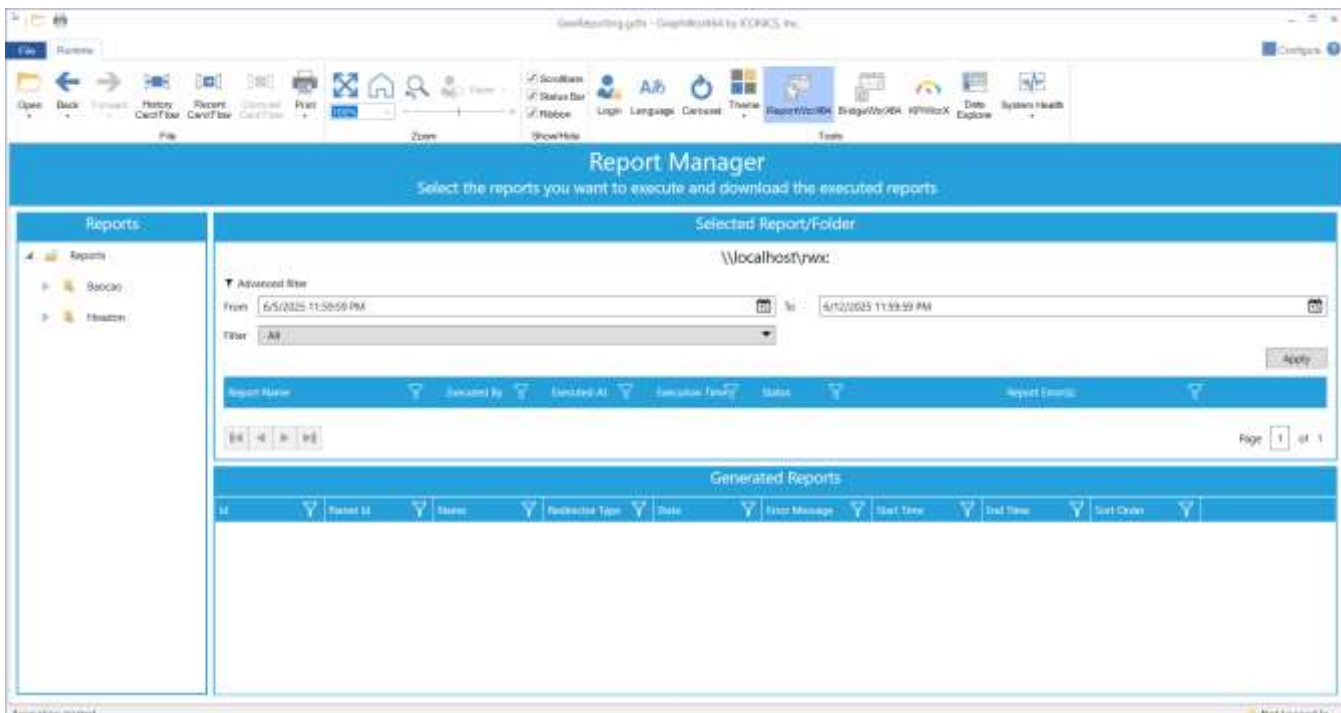 GraphWorX64 by ICONICS, Inc.
File Runtime
Configure
Open Back Forward History CardFlow Recent CardFlow CardFlow Print
100%
Scrollbars
Status Bar
Ribbon
Login Language Carousel Theme ReportWorX64 BridgeWorX64 KPIWorX Data Explore System Health
File Zoom Show/Hide Tools
Report Manager
Select the reports you want to execute and download the executed reports
Reports
Selected Report/Folder
Reports
\\localhost\rwx:
Baocao
Advanced filter
From 6/5/2025 11:59:59 PM To 6/12/2025 11:59:59 PM
Filter All
Apply
Report Name Executed By Executed At Execution Time Status Report Error(s)
Page 1 of 1
Generated Reports
Id Parent Id Name Redirector Type State Error Message Start Time End Time Sort Order